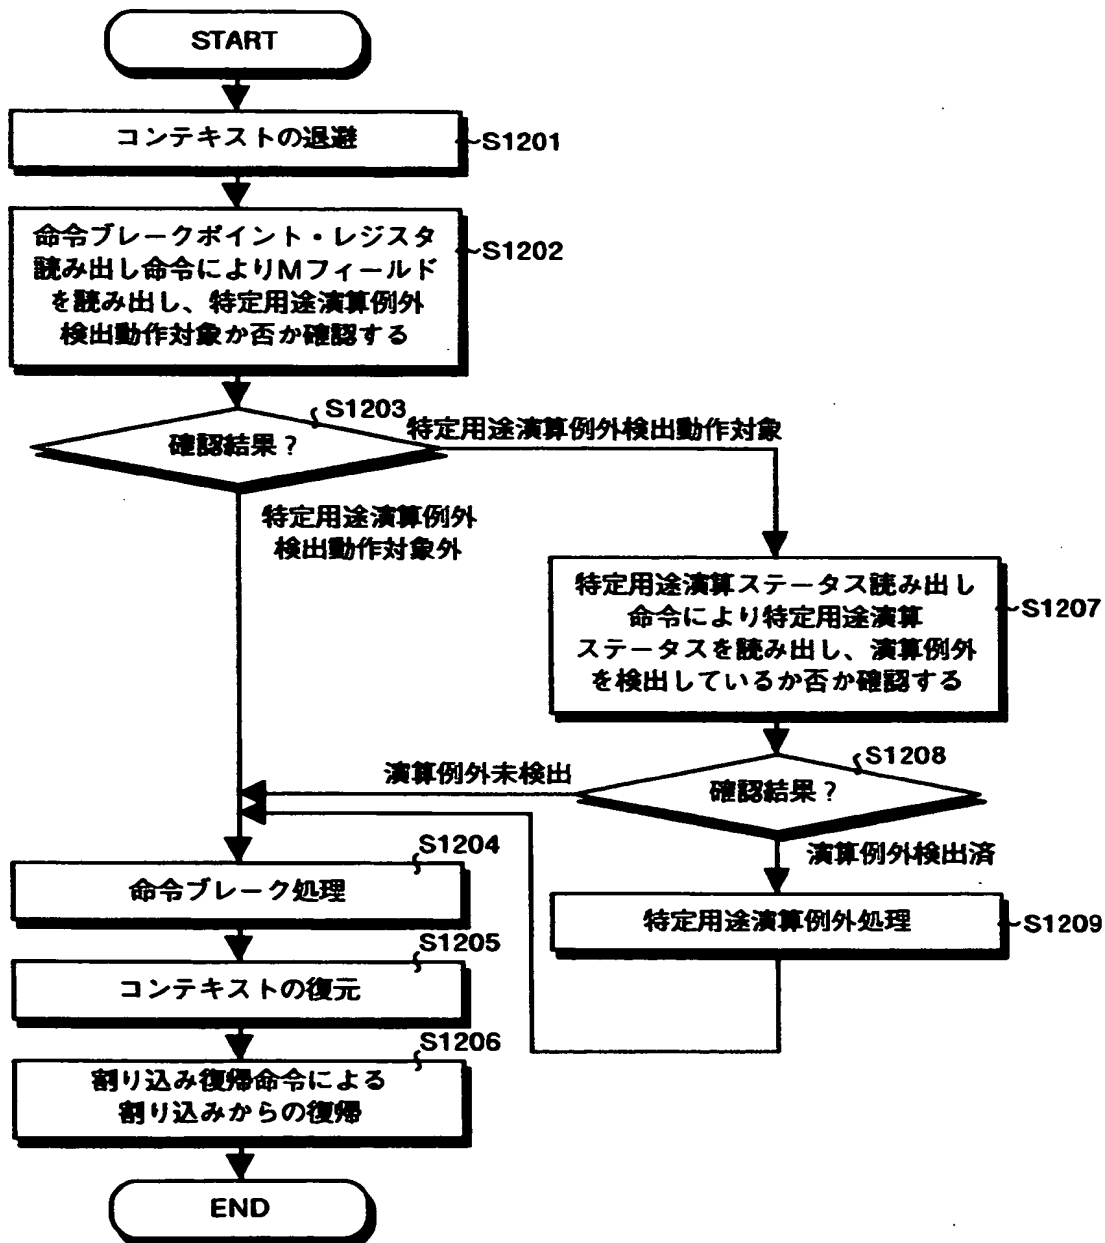 START
コンテキストの退避
S1201
命令ブレークポイント・レジスタ
読み出し命令によりMフィールド
を読み出し、特定用途演算例外
検出動作対象か否か確認する
S1202
S1203
確認結果?
特定用途演算例外検出動作対象
特定用途演算例外
検出動作対象外
特定用途演算ステータス読み出し
命令により特定用途演算
ステータスを読み出し、演算例外
を検出しているか否か確認する
S1207
S1208
確認結果?
演算例外未検出
演算例外検出済
S1204
命令ブレーク処理
特定用途演算例外処理
S1209
S1205
コンテキストの復元
S1206
割り込み復帰命令による
割り込みからの復帰
END